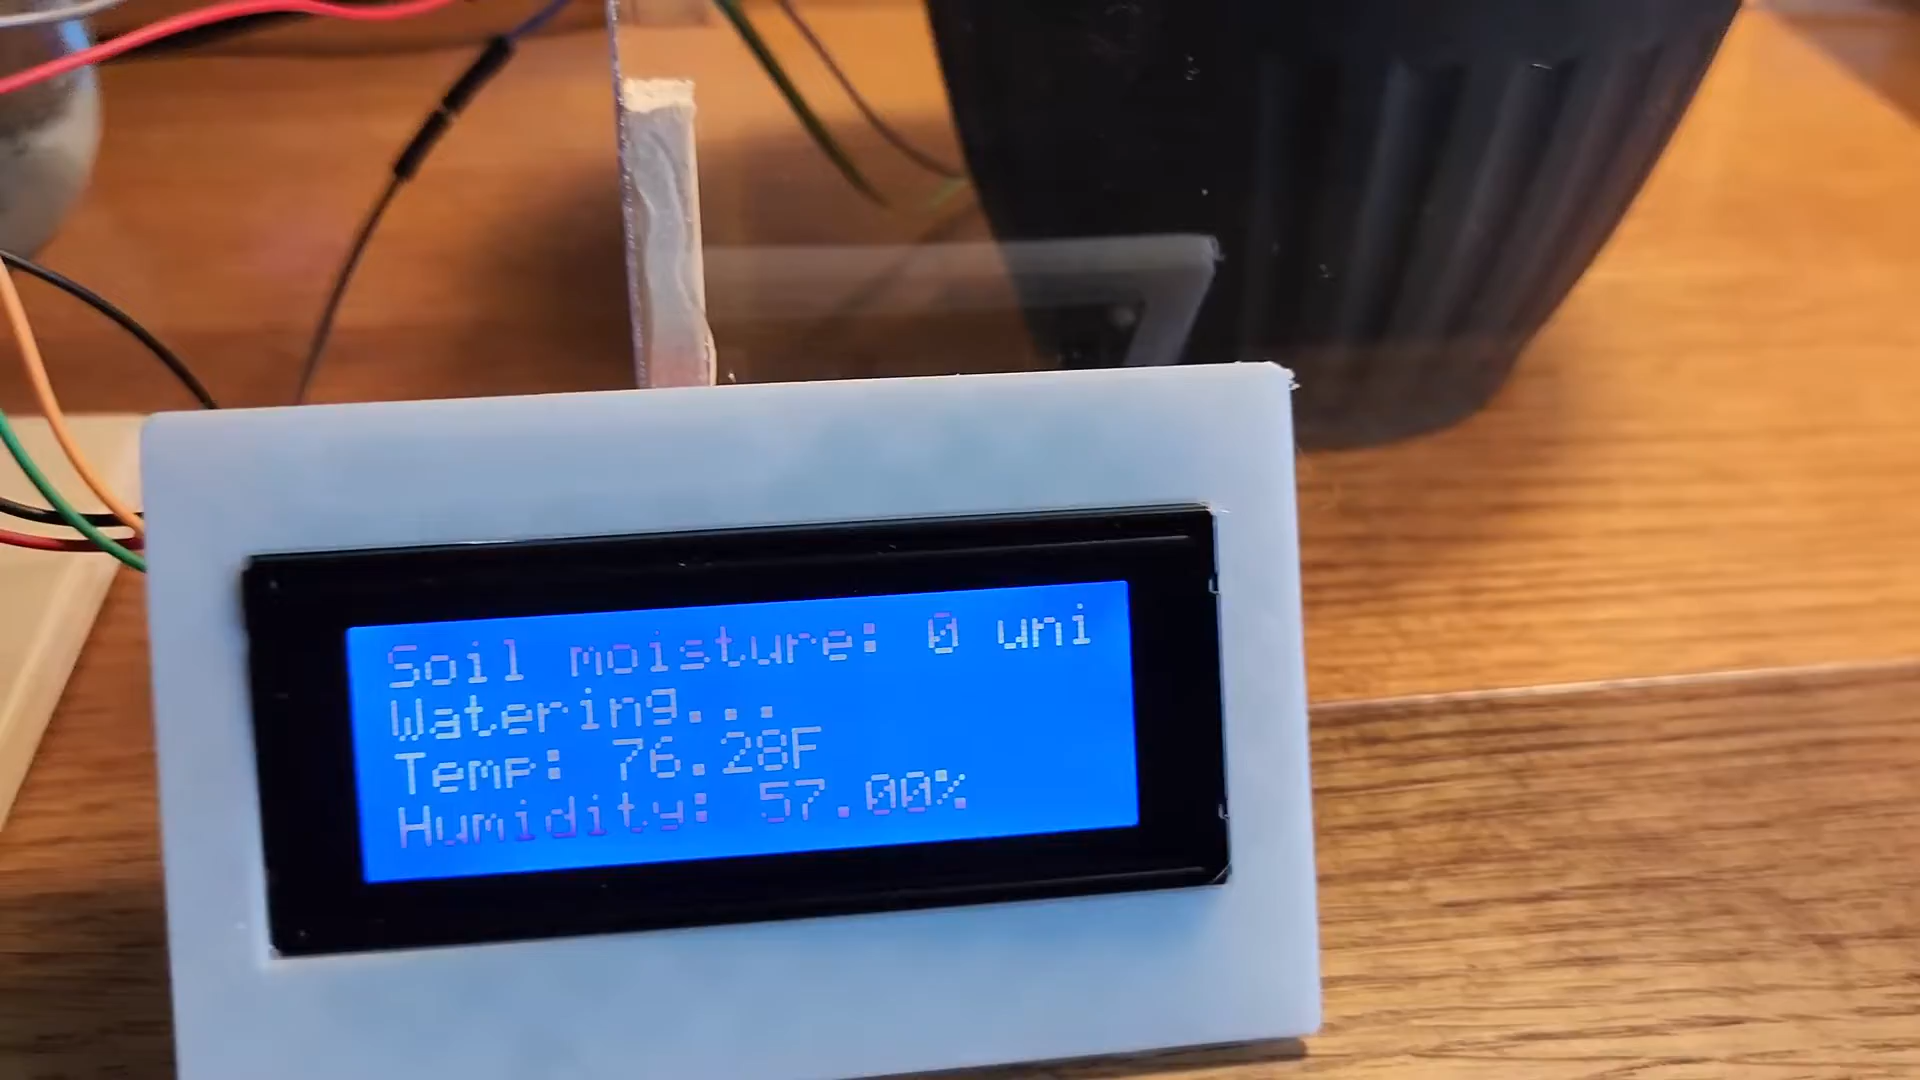 Soil moisture: 0 uni
Watering...
Temp: 76.28F
Humidity: 57.00%